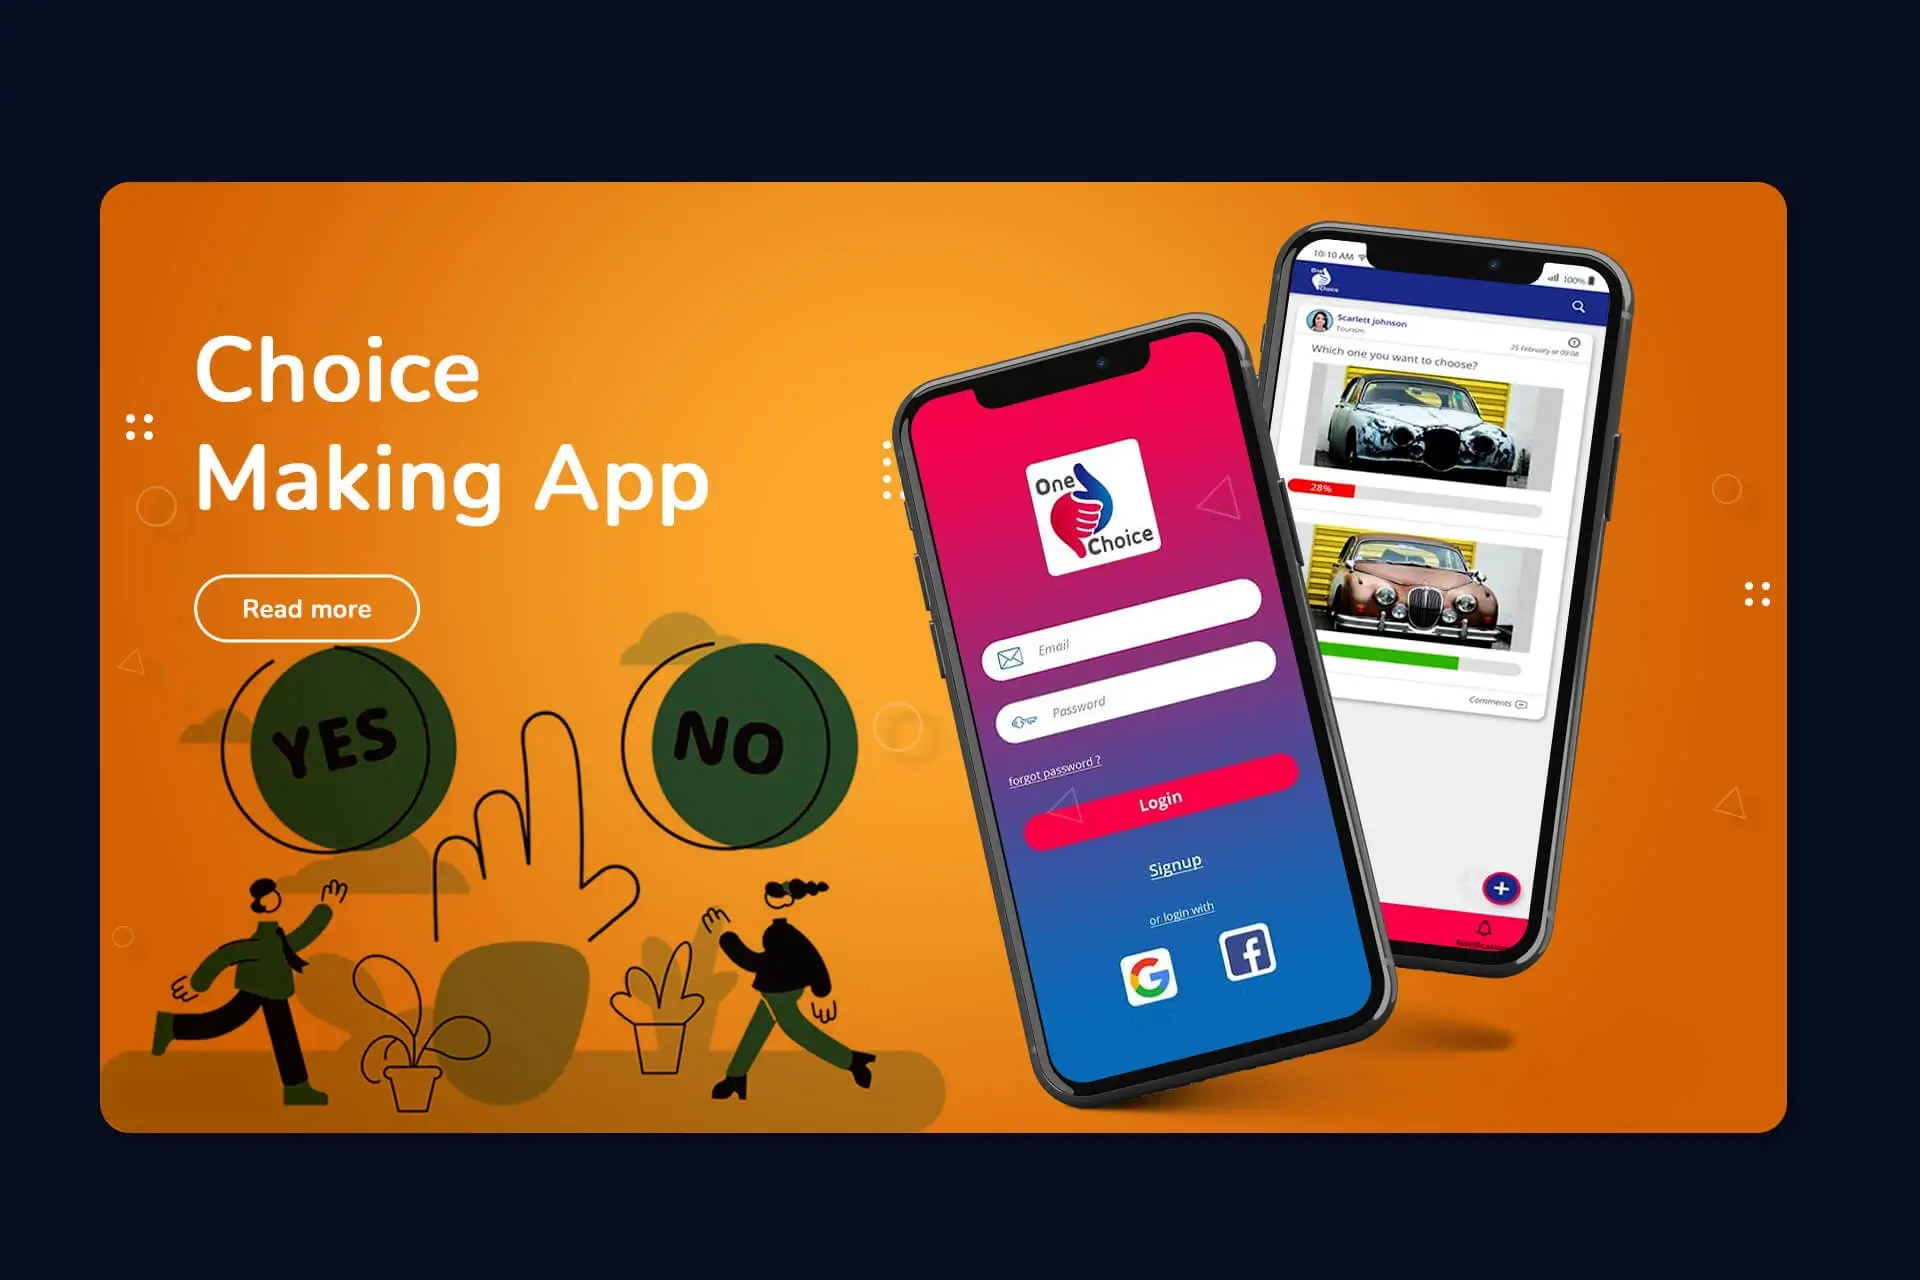 Choice
Making App
Read more
YES
NO
One
Choice
Email
Password
forgot password ?
Login
Signup
or login with
10:10 AM
100%
One
Choice
Scarlett johnson
Tourism
25 February at 09:08
Which one you want to choose?
28%
Comments